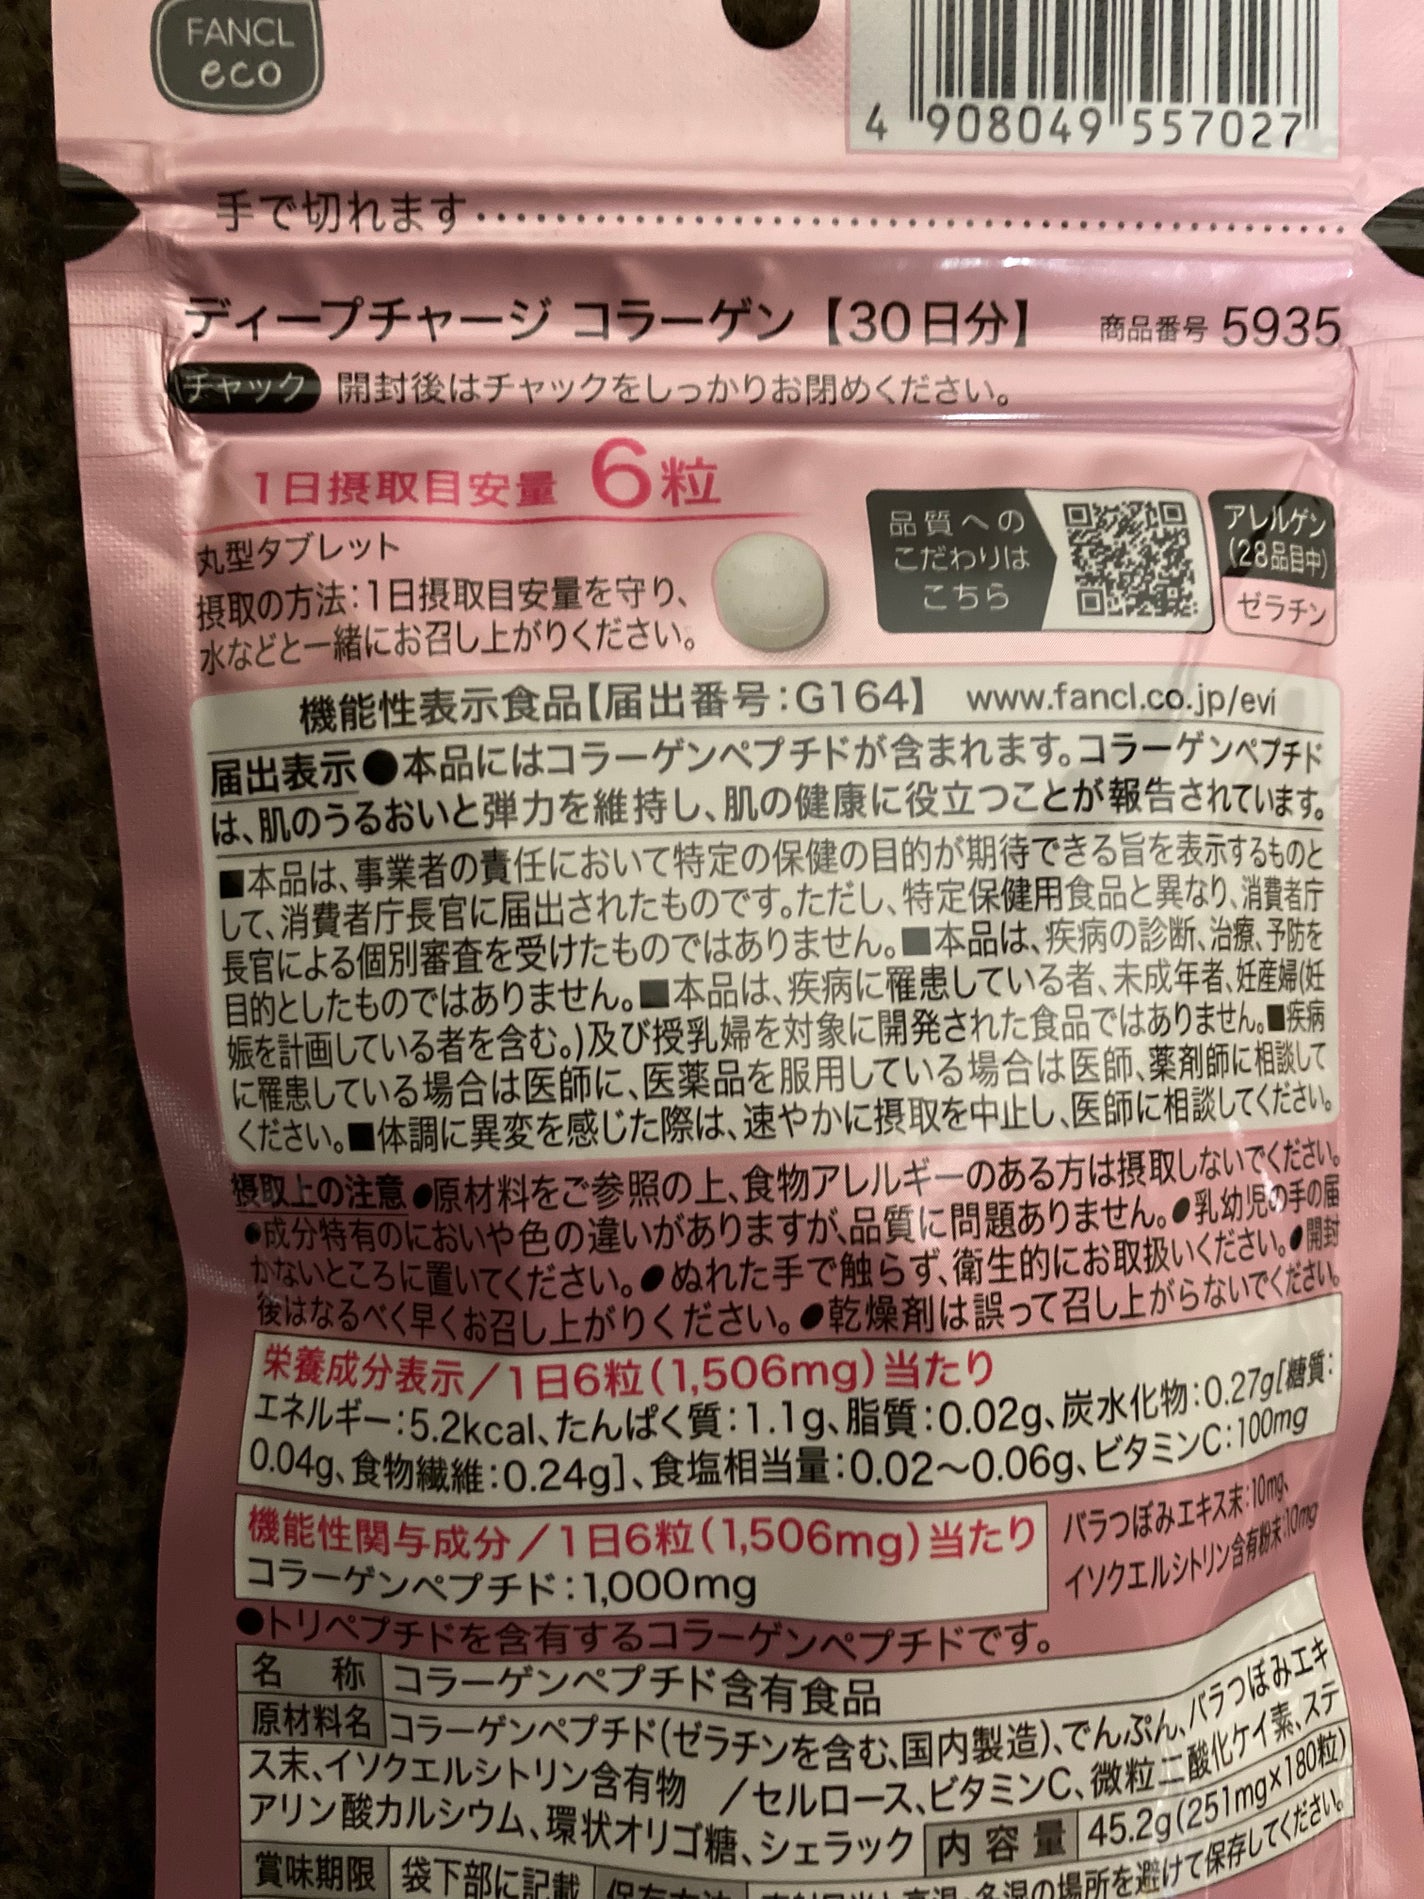 FANCL
eco
4 908049 557027
手で切れます
ディープチャージ コラーゲン【30日分】 商品番号 5935
チャック 開封後はチャックをしっかりお閉めください。
1日摂取目安量 6粒
丸型タブレット
摂取の方法:1日摂取目安量を守り、
水などと一緒にお召し上がりください。
品質への
こだわりは
こちら
アレルゲン
(28品目中)
ゼラチン
機能性表示食品【届出番号:G164】 www.fancl.co.jp/evi
届出表示●本品にはコラーゲンペプチドが含まれます。コラーゲンペプチド
は、肌のうるおいと弾力を維持し、肌の健康に役立つことが報告されています。
■本品は、事業者の責任において特定の保健の目的が期待できる旨を表示するものと
して、消費者庁長官に届出されたものです。ただし、特定保健用食品と異なり、消費者庁
長官による個別審査を受けたものではありません。■本品は、疾病の診断、治療、予防を
目的としたものではありません。■本品は、疾病に罹患している者、未成年者、妊産婦(妊
娠を計画している者を含む。)及び授乳婦を対象に開発された食品ではありません。■疾病
に罹患している場合は医師に、医薬品を服用している場合は医師、薬剤師に相談して
ください。■体調に異変を感じた際は、速やかに摂取を中止し、医師に相談してください。
摂取上の注意 ●原材料をご参照の上、食物アレルギーのある方は摂取しないでください。
●成分特有のにおいや色の違いがありますが、品質に問題ありません。●乳幼児の手の届
かないところに置いてください。●ぬれた手で触らず、衛生的にお取扱いください。●開封
後はなるべく早くお召し上がりください。●乾燥剤は誤って召し上がらないでください。
栄養成分表示/1日6粒(1,506mg)当たり
エネルギー:5.2kcal、たんぱく質:1.1g、脂質:0.02g、炭水化物:0.27g[糖質:
0.04g、食物繊維:0.24g]、食塩相当量:0.02～0.06g、ビタミンC:100mg
機能性関与成分/1日6粒(1,506mg)当たり
コラーゲンペプチド:1,000mg
バラつぼみエキス末:10mg、
イソクエルシトリン含有粉末:10mg
●トリペプチドを含有するコラーゲンペプチドです。
名 称 コラーゲンペプチド含有食品
原材料名 コラーゲンペプチド(ゼラチンを含む、国内製造)、でんぷん、バラつぼみエキ
ス末、イソクエルシトリン含有物 /セルロース、ビタミンC、微粒二酸化ケイ素、ステ
アリン酸カルシウム、環状オリゴ糖、シェラック 内容量 45.2g(251mg×180粒)
賞味期限 袋下部に記載 の場所を避けて保存してください。